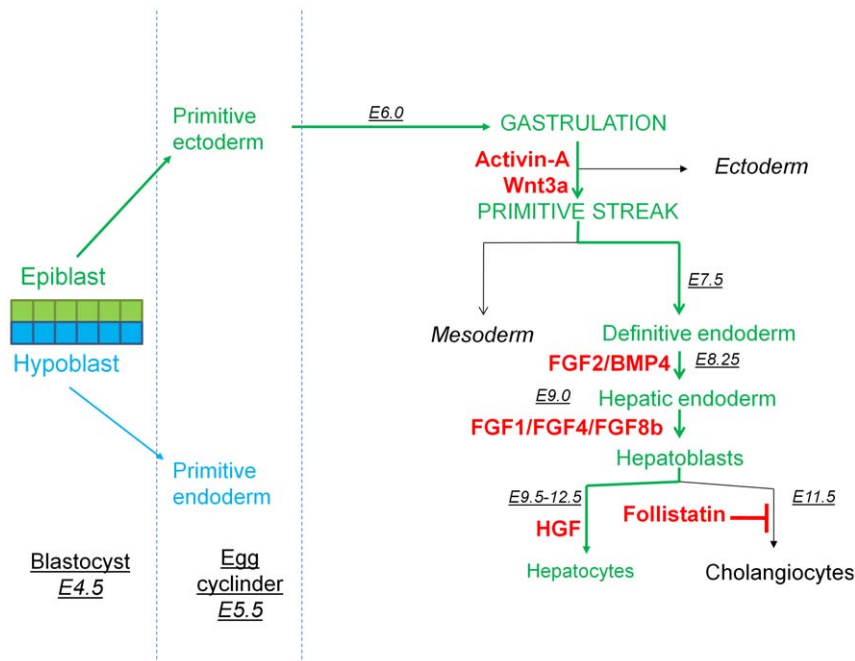 Primitive
ectoderm
E6.0
GASTRULATION
Activin-A
Wnt3a
Ectoderm
PRIMITIVE STREAK
Epiblast
E7.5
Mesoderm
Definitive endoderm
Hypoblast
FGF2/BMP4
E8.25
E9.0
Hepatic endoderm
FGF1/FGF4/FGF8b
Hepatoblasts
Primitive
endoderm
E9.5-12.5
E11.5
HGF
Follistatin
Hepatocytes
Cholangiocytes
Blastocyst
E4.5
Egg
cyclinder
E5.5